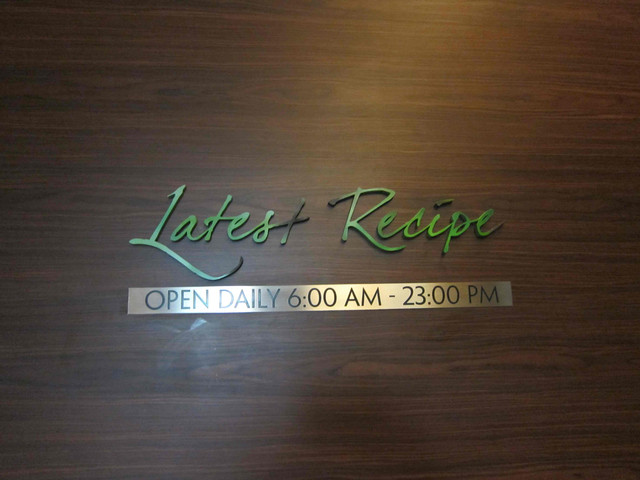 Latest Recipe
OPEN DAILY 6:00 AM - 23:00 PM